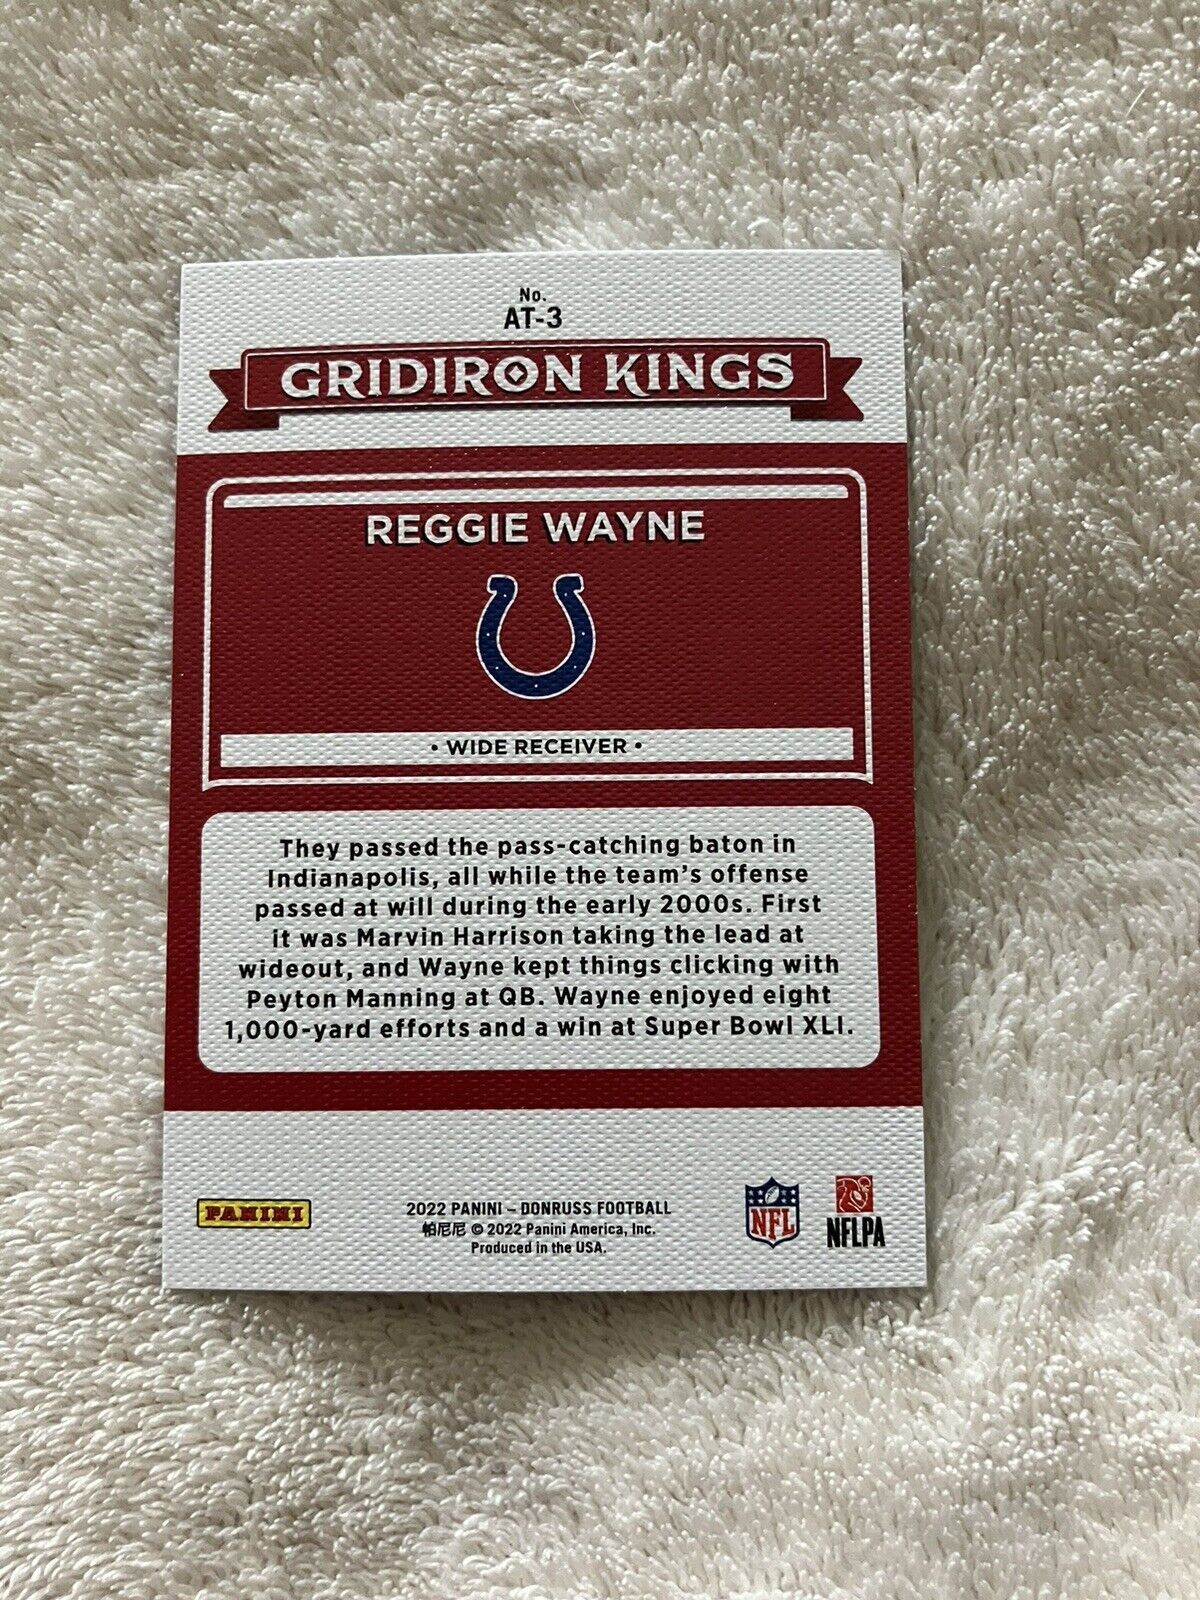 No.
AT-3
GRIDIRON KINGS
REGGIE WAYNE
• WIDE RECEIVER •
They passed the pass-catching baton in
Indianapolis, all while the team's offense
passed at will during the early 2000s. First
it was Marvin Harrison taking the lead at
wideout, and Wayne kept things clicking with
Peyton Manning at QB. Wayne enjoyed eight
1,000-yard efforts and a win at Super Bowl XLI.
PANINI
2022 PANINI – DONRUSS FOOTBALL
帕尼尼 © 2022 Panini America, Inc.
Produced in the USA.
NFL
NFLPA